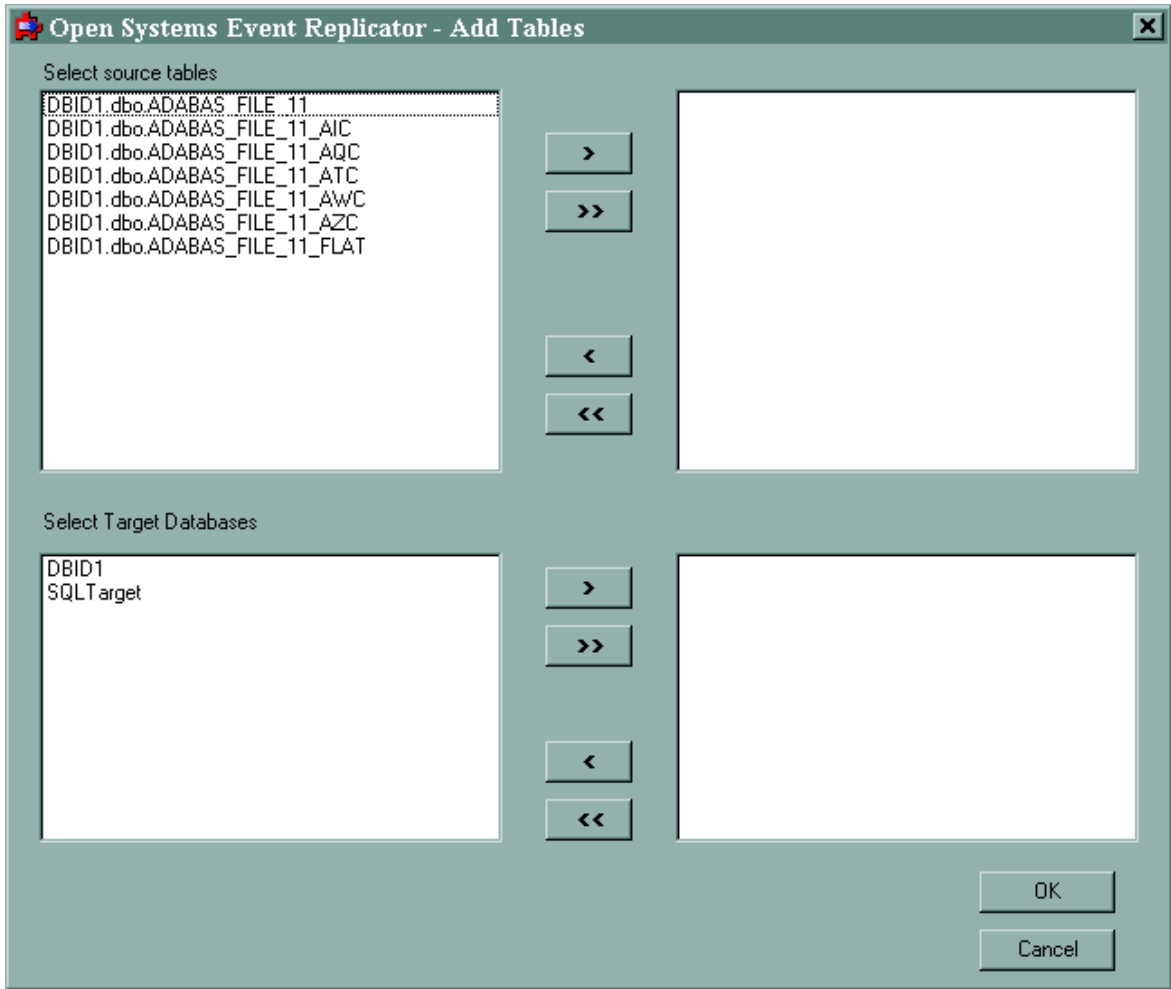 Open Systems Event Replicator - Add Tables
Select source tables
DBID1.dbo.ADABAS_FILE_11
DBID1.dbo.ADABAS_FILE_11_AIC
DBID1.dbo.ADABAS_FILE_11_AQC
DBID1.dbo.ADABAS_FILE_11_ATC
DBID1.dbo.ADABAS_FILE_11_AWC
DBID1.dbo.ADABAS_FILE_11_AZC
DBID1.dbo.ADABAS_FILE_11_FLAT
>
>>
<
<<
Select Target Databases
DBID1
SQLTarget
>
>>
<
<<
OK
Cancel